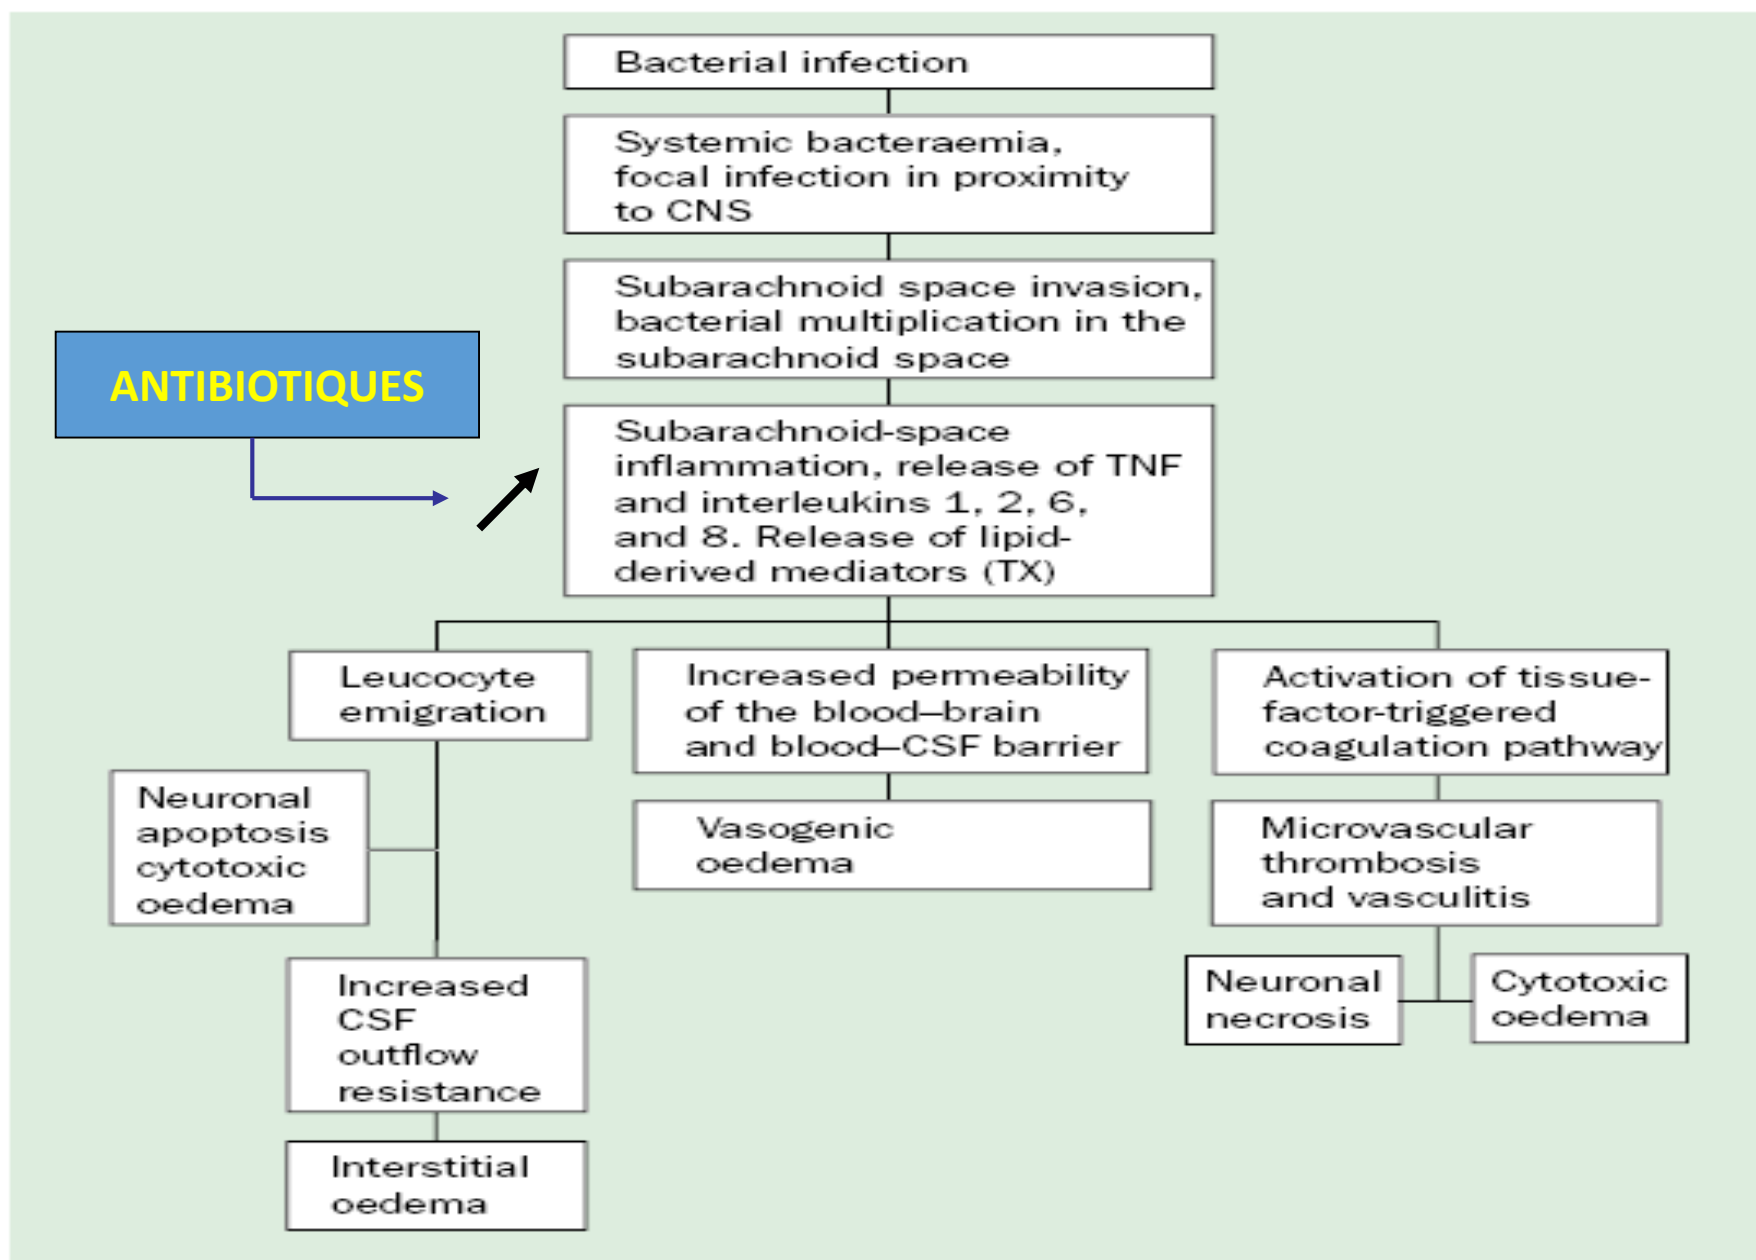 Bacterial infection
Systemic bacteraemia,
focal infection in proximity
to CNS
Subarachnoid space invasion,
bacterial multiplication in the
subarachnoid space
ANTIBIOTIQUES
Subarachnoid-space
inflammation, release of TNF
and interleukins 1, 2, 6,
and 8. Release of lipid-
derived mediators (TX)
Leucocyte
emigration
Increased permeability
of the blood–brain
and blood–CSF barrier
Activation of tissue-
factor-triggered
coagulation pathway
Neuronal
apoptosis
cytotoxic
oedema
Vasogenic
oedema
Microvascular
thrombosis
and vasculitis
Increased
CSF
outflow
resistance
Neuronal
necrosis
Cytotoxic
oedema
Interstitial
oedema